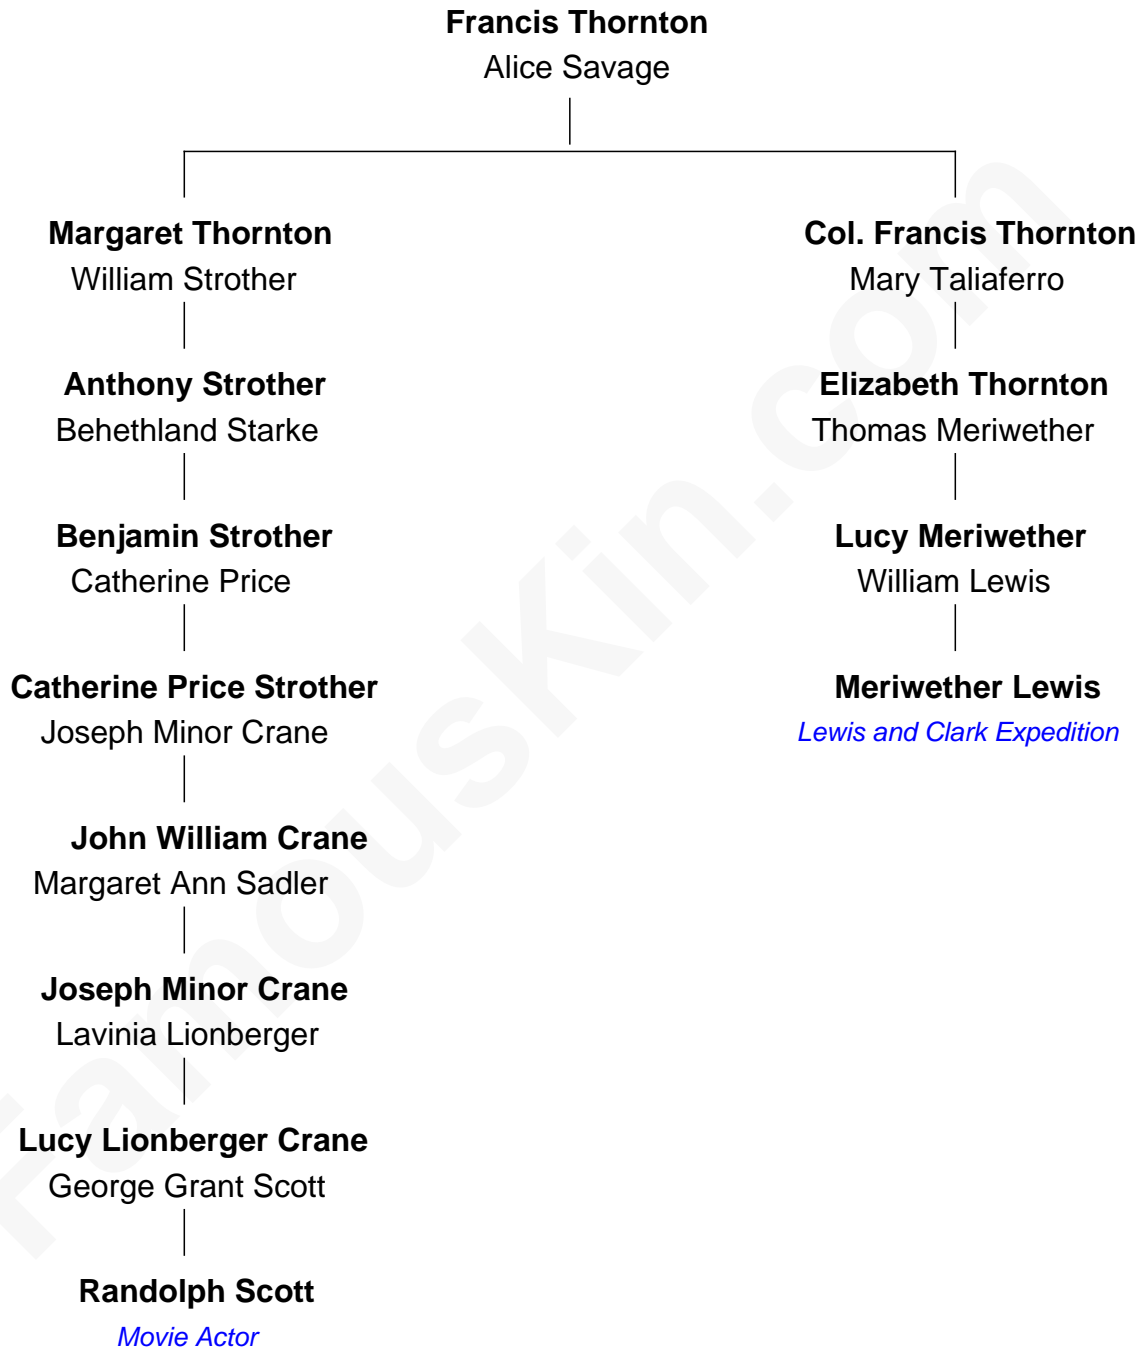 Francis Thornton
Alice Savage
Margaret Thornton
William Strother
Col. Francis Thornton
Mary Taliaferro
Anthony Strother
Behethland Starke
Elizabeth Thornton
Thomas Meriwether
Benjamin Strother
Catherine Price
Lucy Meriwether
William Lewis
Catherine Price Strother
Joseph Minor Crane
Meriwether Lewis
Lewis and Clark Expedition
John William Crane
Margaret Ann Sadler
Joseph Minor Crane
Lavinia Lionberger
Lucy Lionberger Crane
George Grant Scott
Randolph Scott
Movie Actor
FamousKin.com